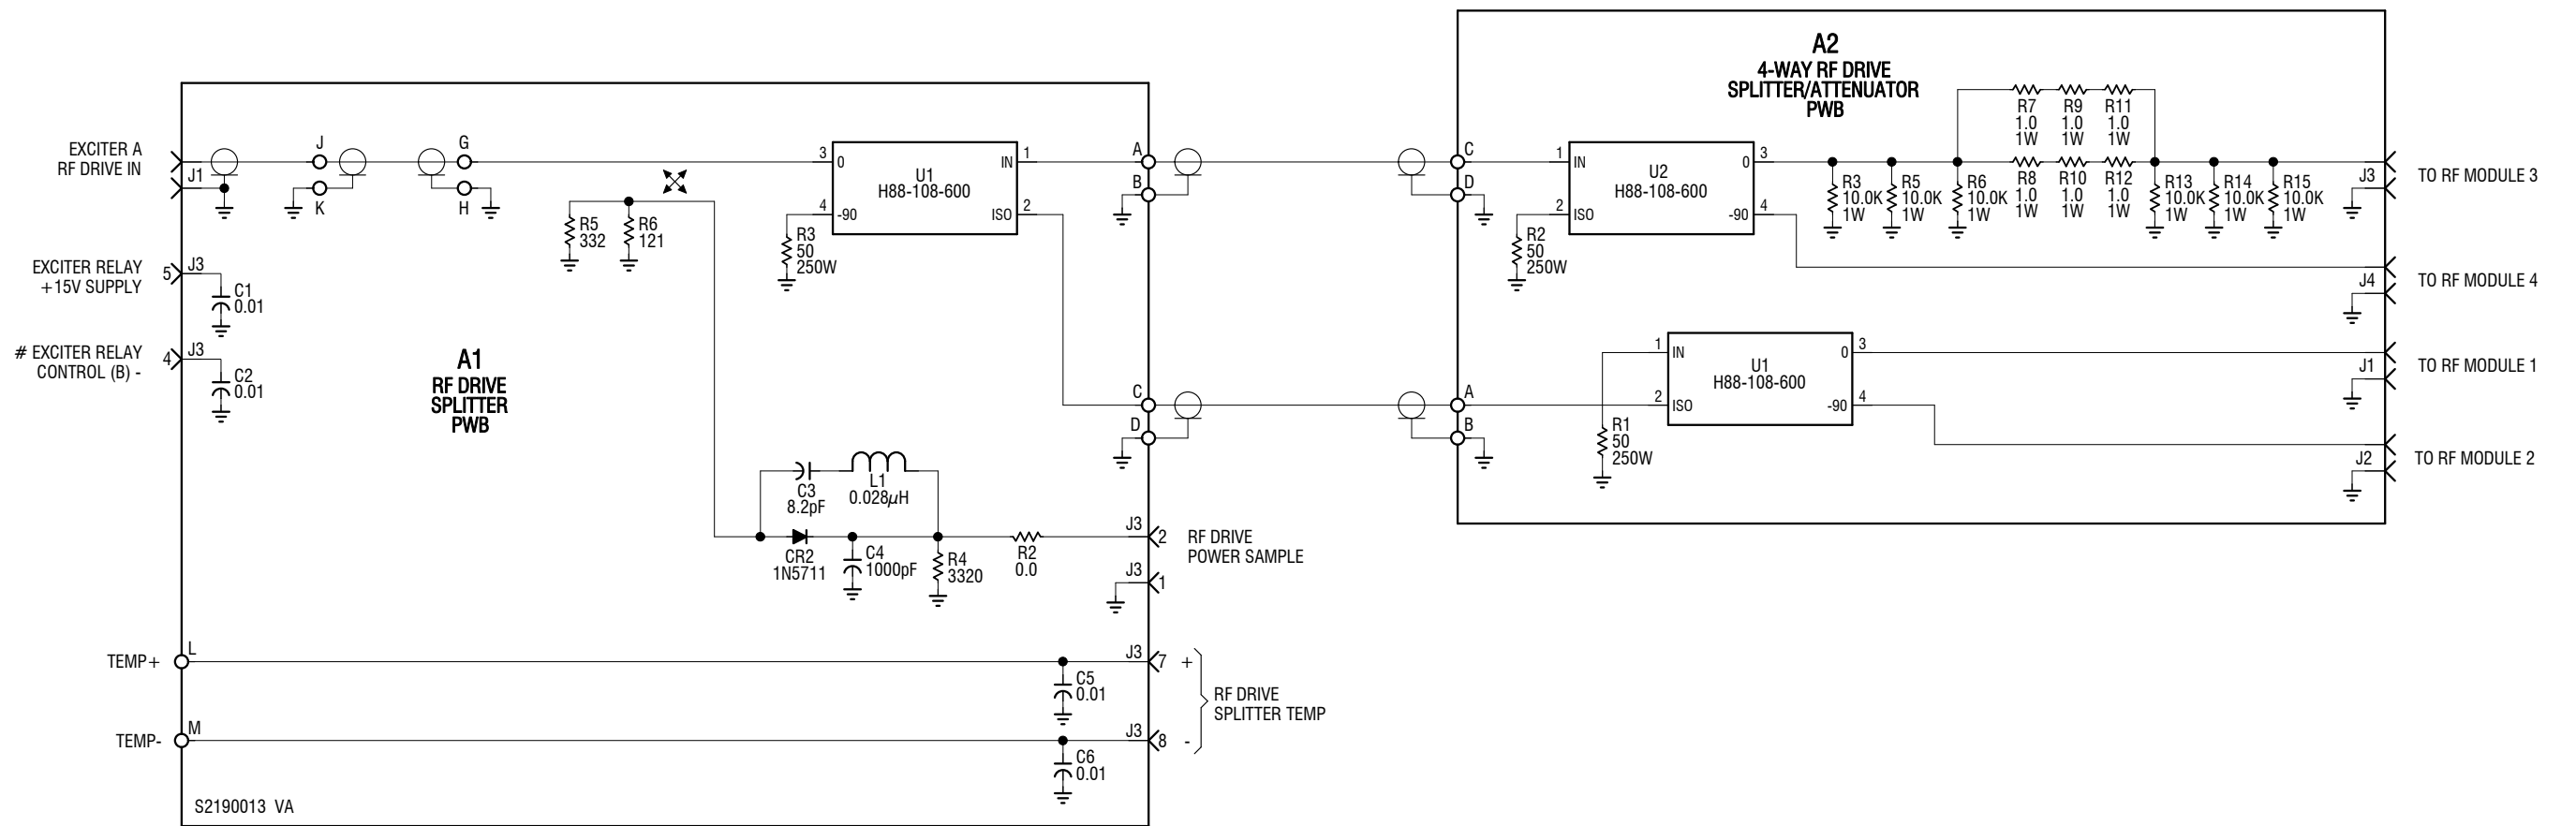 A2
4-WAY RF DRIVE
SPLITTER/ATTENUATOR
PWB
EXCITER A
RF DRIVE IN
J1
J
K
G
H
3
0
4
-90
U1
H88-108-600
IN
1
ISO
2
R3
50
250W
R5
332
R6
121
A
B
C
D
1
IN
2
ISO
U2
H88-108-600
0
3
-90
4
R2
50
250W
R3
10.0K
1W
R5
10.0K
1W
R6
10.0K
1W
R7
1.0
1W
R9
1.0
1W
R11
1.0
1W
R8
1.0
1W
R10
1.0
1W
R12
1.0
1W
R13
10.0K
1W
R14
10.0K
1W
R15
10.0K
1W
J3
TO RF MODULE 3
J4
TO RF MODULE 4
EXCITER RELAY
+15V SUPPLY
5
J3
C1
0.01
# EXCITER RELAY
CONTROL (B) -
4
J3
C2
0.01
A1
RF DRIVE
SPLITTER
PWB
C
D
A
B
1
IN
2
ISO
U1
H88-108-600
0
3
-90
4
R1
50
250W
J1
TO RF MODULE 1
J2
TO RF MODULE 2
C3
8.2pF
L1
0.028µH
CR2
1N5711
C4
1000pF
R4
3320
R2
0.0
J3
2
RF DRIVE
POWER SAMPLE
J3
1
TEMP+
L
C5
0.01
J3
7
+
RF DRIVE
SPLITTER TEMP
TEMP-
M
C6
0.01
J3
8
-
S2190013 VA